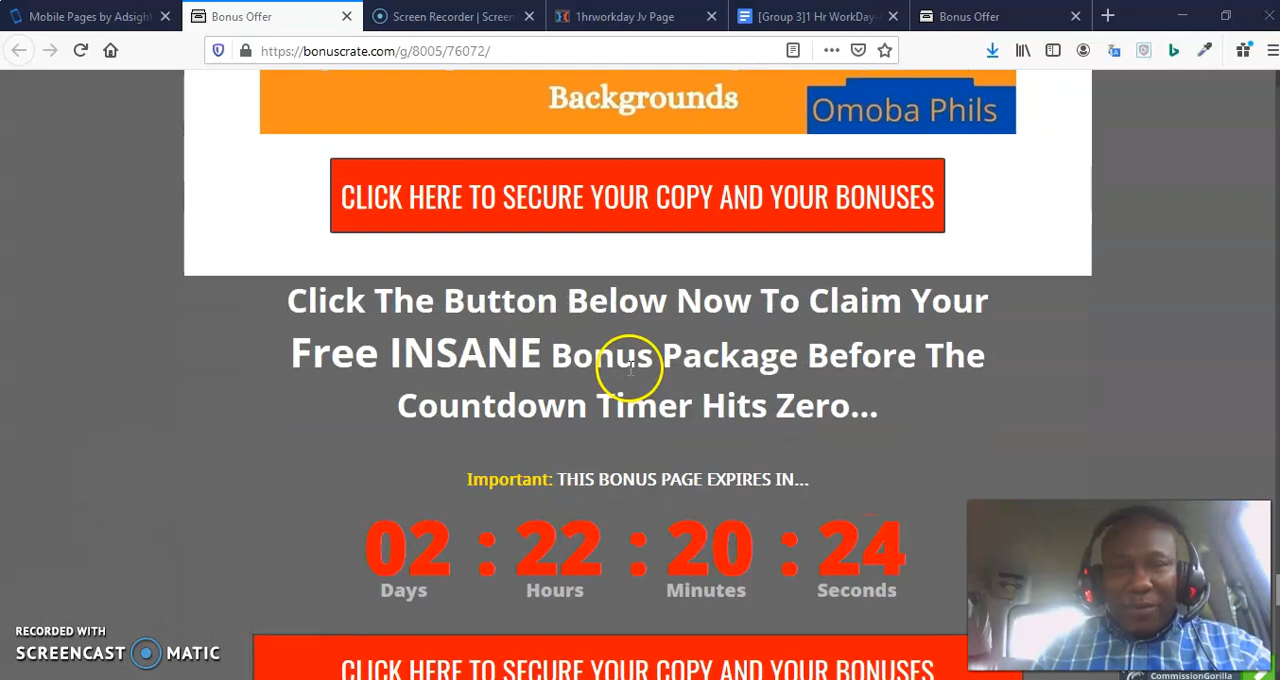 Mobile Pages by Adsight
Bonus Offer
Screen Recorder | Screen
1hrworkday Jv Page
[Group 3]1 Hr WorkDay-
Bonus Offer
https://bonuscrate.com/g/8005/76072/
Backgrounds
Omoba Phils
CLICK HERE TO SECURE YOUR COPY AND YOUR BONUSES
Click The Button Below Now To Claim Your
Free INSANE Bonus Package Before The
Countdown Timer Hits Zero...
Important: THIS BONUS PAGE EXPIRES IN...
02 : 22 : 20 : 24
Days Hours Minutes Seconds
CLICK HERE TO SECURE YOUR COPY AND YOUR BONUSES
RECORDED WITH
SCREENCAST MATIC
CommissionGorilla